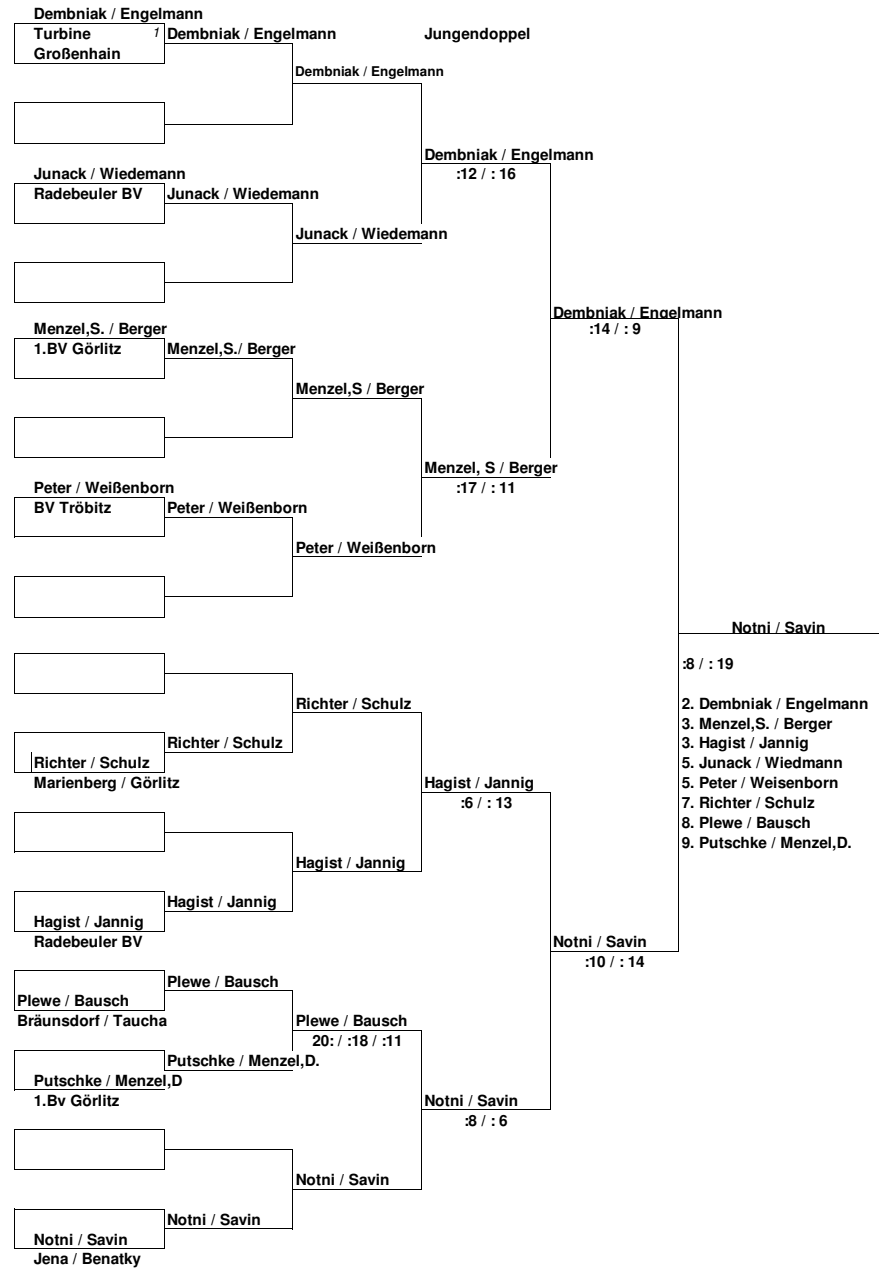 Dembniak / Engelmann
Turbine 1 Dembniak / Engelmann Jungendoppel
Großenhain
Dembniak / Engelmann
Dembniak / Engelmann
:12 / : 16
Junack / Wiedemann
Radebeuler BV Junack / Wiedemann
Junack / Wiedemann
Dembniak / Engelmann
:14 / : 9
Menzel,S. / Berger
1.BV Görlitz Menzel,S./ Berger
Menzel,S / Berger
Menzel, S / Berger
:17 / : 11
Peter / Weißenborn
BV Tröbitz Peter / Weißenborn
Peter / Weißenborn
Notni / Savin
:8 / : 19
Richter / Schulz
2. Dembniak / Engelmann
3. Menzel,S. / Berger
3. Hagist / Jannig
5. Junack / Wiedmann
5. Peter / Weisenborn
7. Richter / Schulz
8. Plewe / Bausch
9. Putschke / Menzel,D.
Richter / Schulz
Richter / Schulz
Marienberg / Görlitz
Hagist / Jannig
:6 / : 13
Hagist / Jannig
Hagist / Jannig
Hagist / Jannig
Radebeuler BV
Notni / Savin
:10 / : 14
Plewe / Bausch
Plewe / Bausch
Bräunsdorf / Taucha
Plewe / Bausch
20: / :18 / :11
Putschke / Menzel,D.
Putschke / Menzel,D
1.Bv Görlitz
Notni / Savin
:8 / : 6
Notni / Savin
Notni / Savin
Notni / Savin
Jena / Benatky